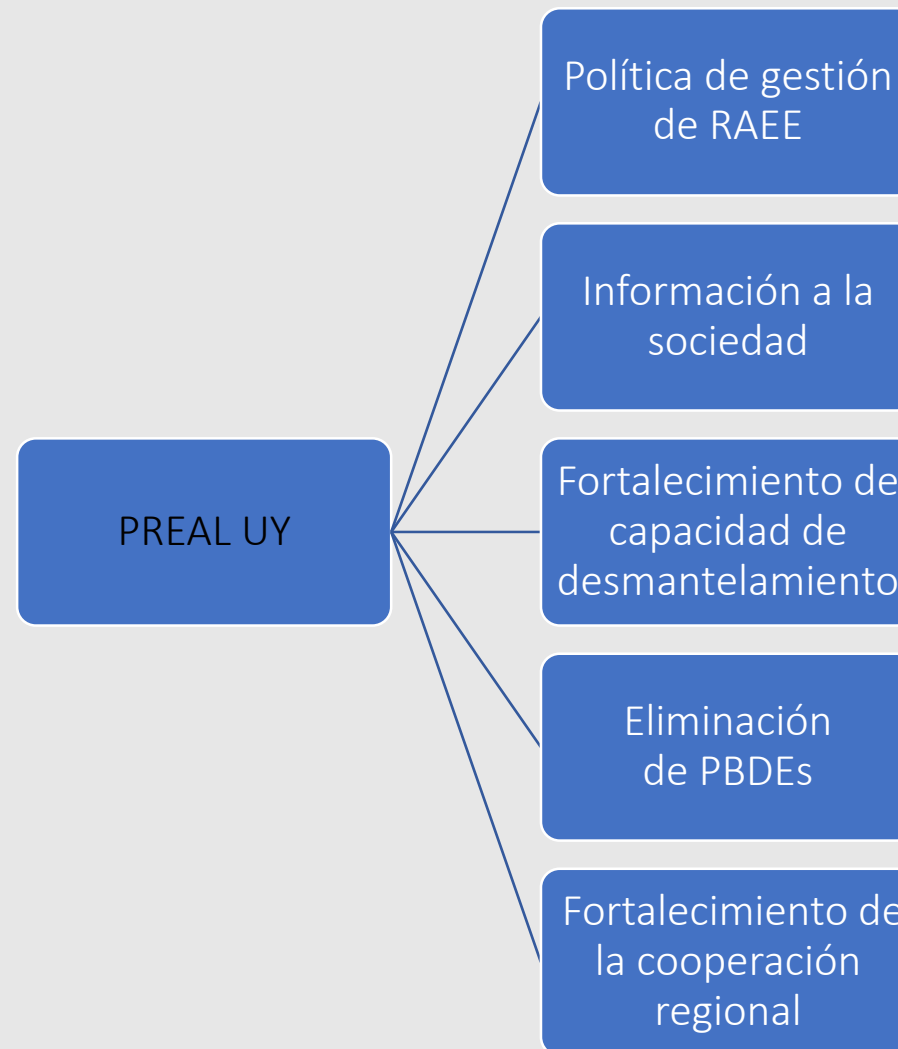 Política de gestión
de RAEE
Información a la
sociedad
PREAL UY
Fortalecimiento de
capacidad de
desmantelamiento
Eliminación
de PBDEs
Fortalecimiento de
la cooperación
regional